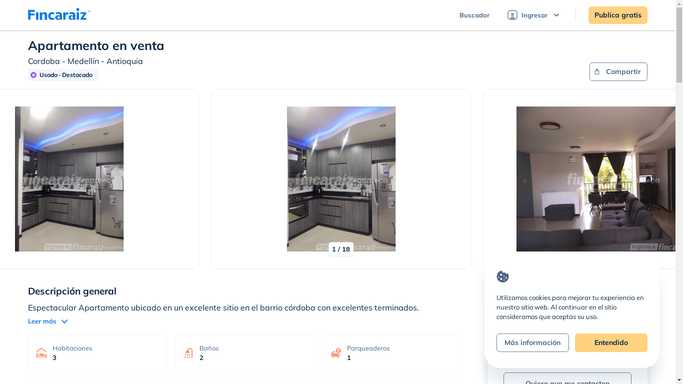 Fincaraiz
Buscador
Ingresar
Publica gratis
Apartamento en venta
Cordoba - Medellín - Antioquia
Usado - Destacado
Compartir
fincaraiz
fincaraiz
fincaraiz
1 / 18
Descripción general
Espectacular Apartamento ubicado en un excelente sitio en el barrio córdoba con excelentes terminados.
Leer más
Habitaciones
3
Baños
2
Parqueaderos
1
Utilizamos cookies para mejorar tu experiencia en
nuestro sitio web. Al continuar en el sitio
consideramos que aceptas su uso.
Más información
Entendido
Quiero que me contacten